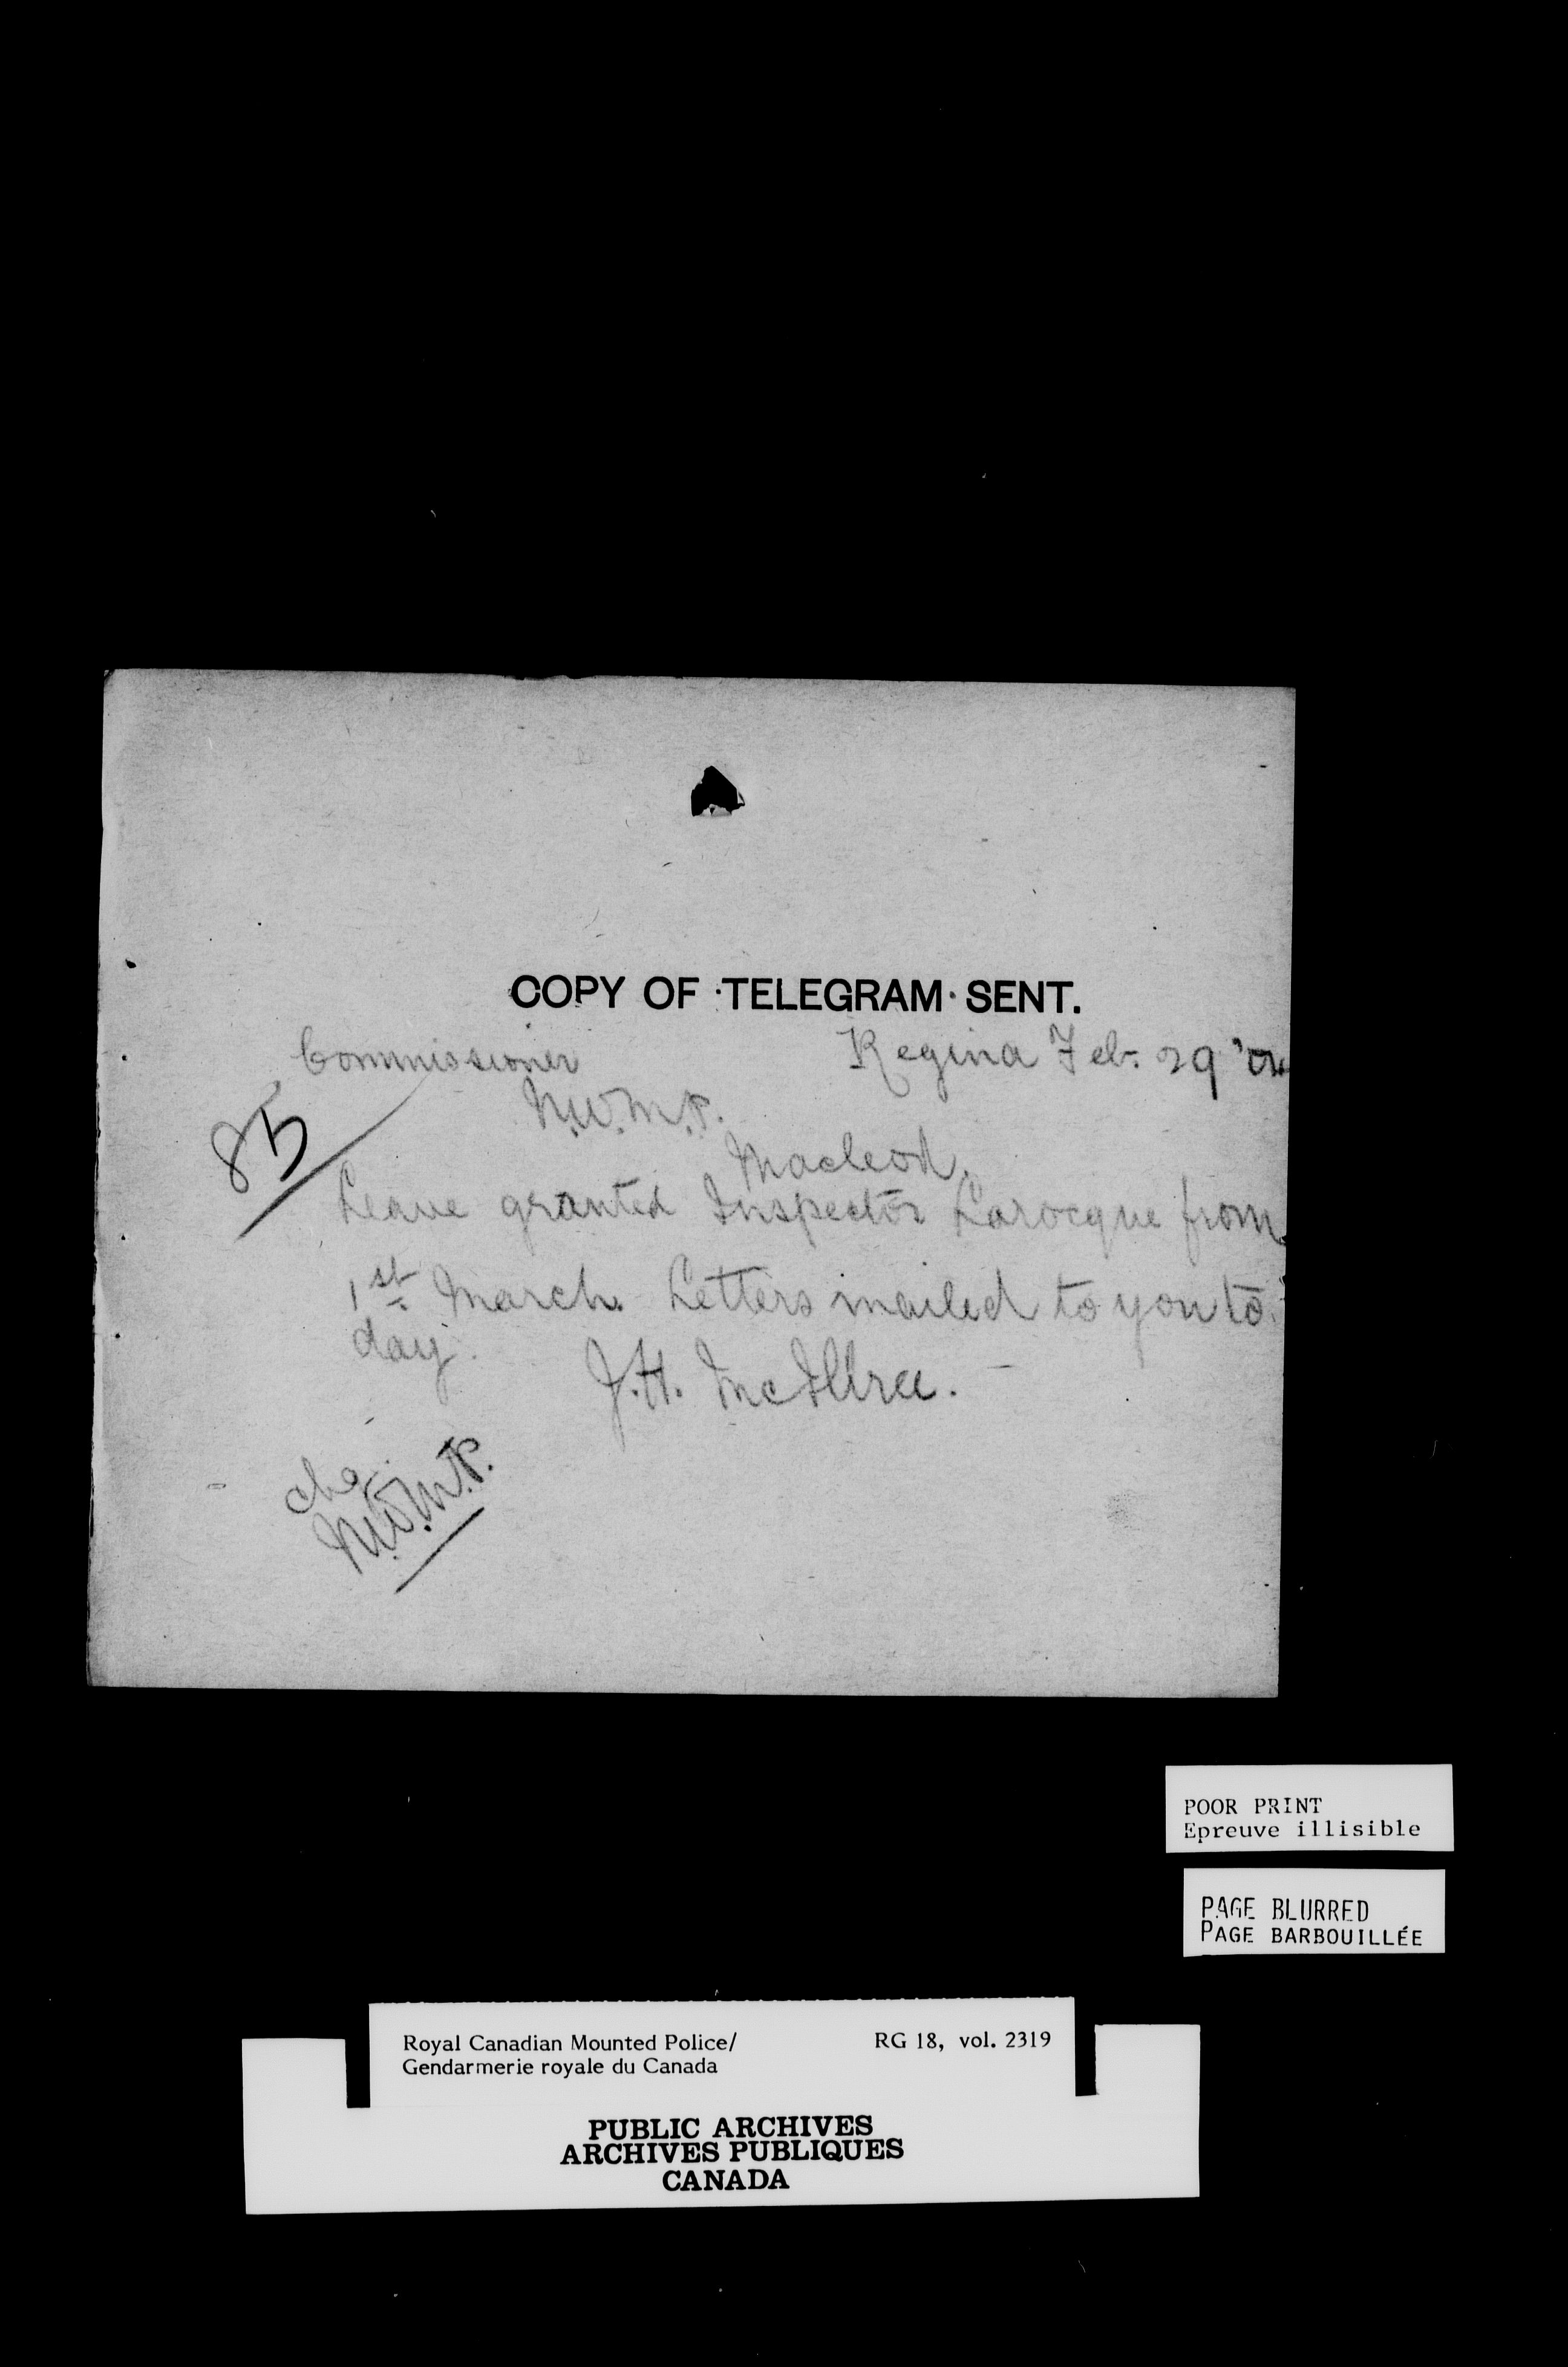 COPY OF TELEGRAM SENT.
Regina Feb. 29 '04
Commissioner
N.W.M.P.
Macleod.
85
Leave granted Inspector Larocque from
1st March. Letters mailed to you to
day.
J.H. McIllree.
chg.
N.W.M.P.
POOR PRINT
Epreuve illisible
PAGE BLURRED
PAGE BARBOUILLÉE
Royal Canadian Mounted Police/
Gendarmerie royale du Canada
RG 18, vol. 2319
PUBLIC ARCHIVES
ARCHIVES PUBLIQUES
CANADA